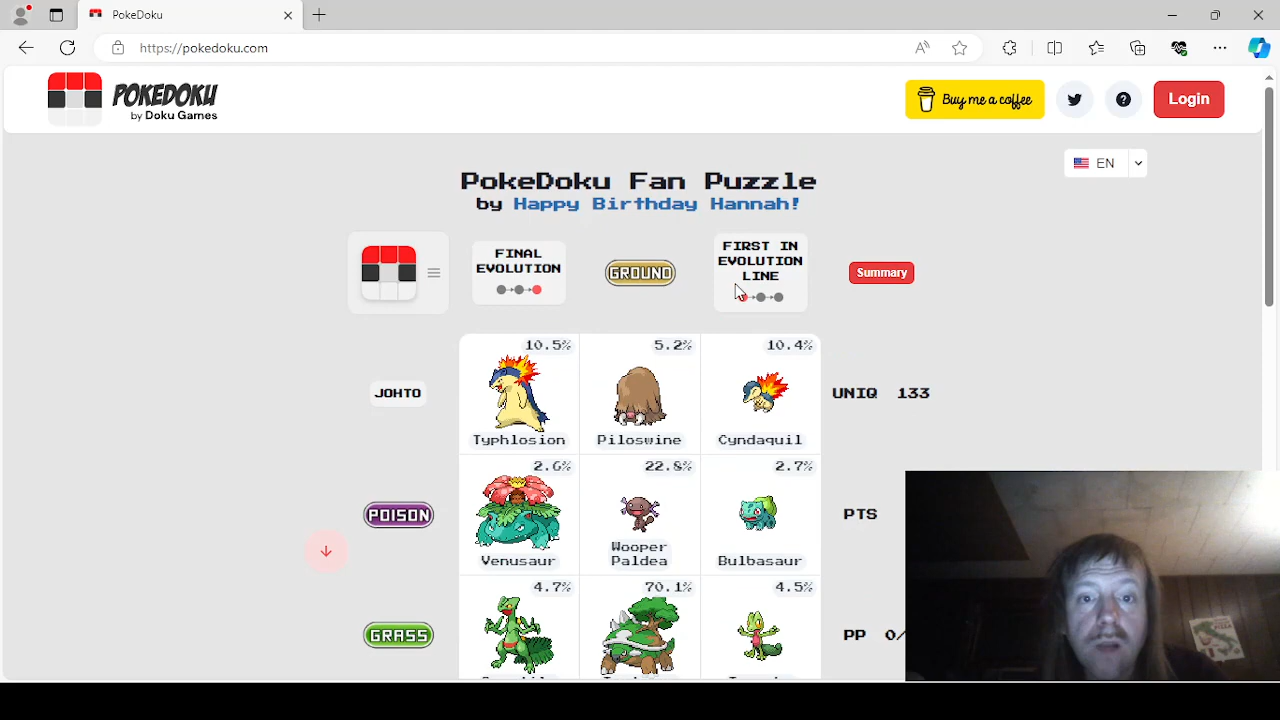 PokeDoku
https://pokedoku.com
POKEDOKU
by Doku Games
Buy me a coffee
?
Login
EN
PokeDoku Fan Puzzle
by Happy Birthday Hannah!
FINAL
EVOLUTION
GROUND
FIRST IN
EVOLUTION
LINE
Summary
JOHTO
10.5%
Typhlosion
5.2%
Piloswine
10.4%
Cyndaquil
UNIQ 133
POISON
2.6%
Venusaur
22.8%
Wooper
Paldea
2.7%
Bulbasaur
PTS
GRASS
4.7%
70.1%
4.5%
PP 0/